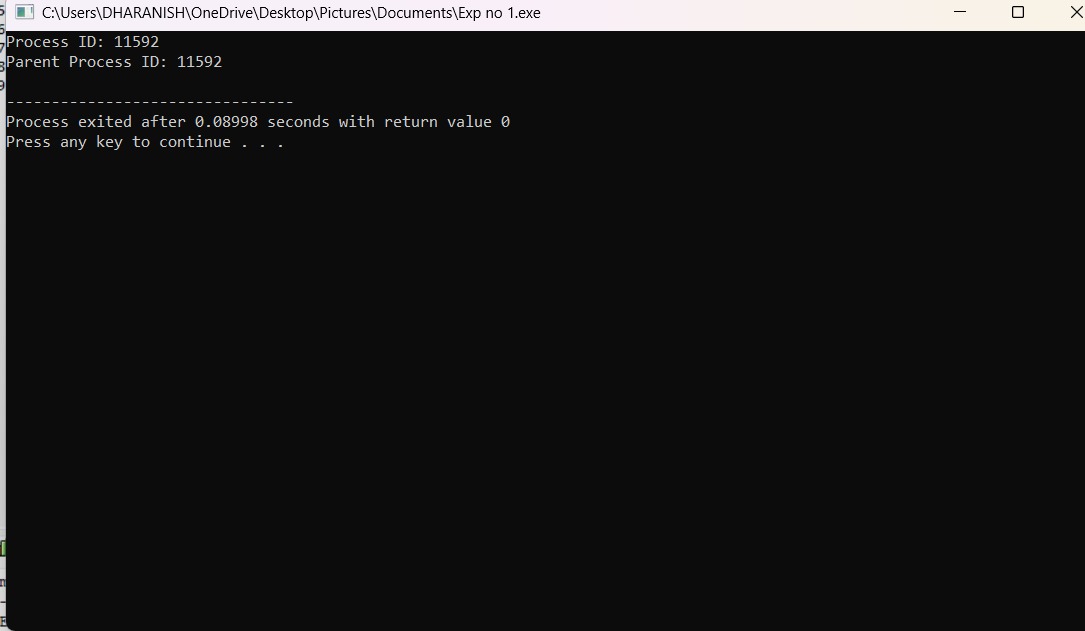 C:\Users\DHARANISH\OneDrive\Desktop\Pictures\Documents\Exp no 1.exe
Process ID: 11592
Parent Process ID: 11592
--------------------------------
Process exited after 0.08998 seconds with return value 0
Press any key to continue . . .